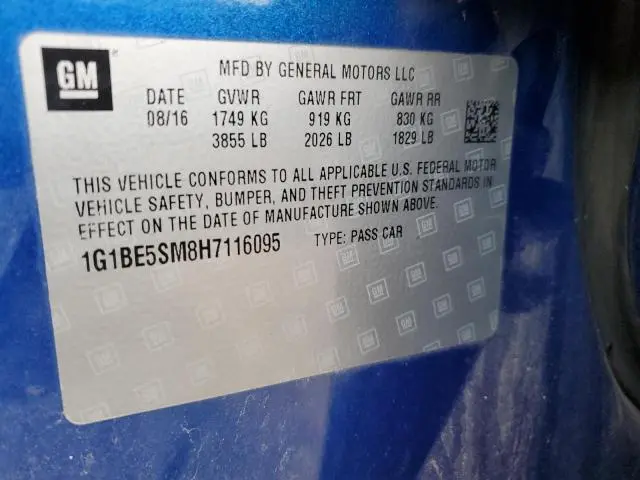 GM MFD BY GENERAL MOTORS LLC
DATE GVWR GAWR FRT GAWR RR
08/16 1749 KG 919 KG 830 KG
3855 LB 2026 LB 1829 LB
THIS VEHICLE CONFORMS TO ALL APPLICABLE U.S. FEDERAL MOTOR
VEHICLE SAFETY, BUMPER, AND THEFT PREVENTION STANDARDS IN
EFFECT ON THE DATE OF MANUFACTURE SHOWN ABOVE.
1G1BE5SM8H7116095 TYPE: PASS CAR